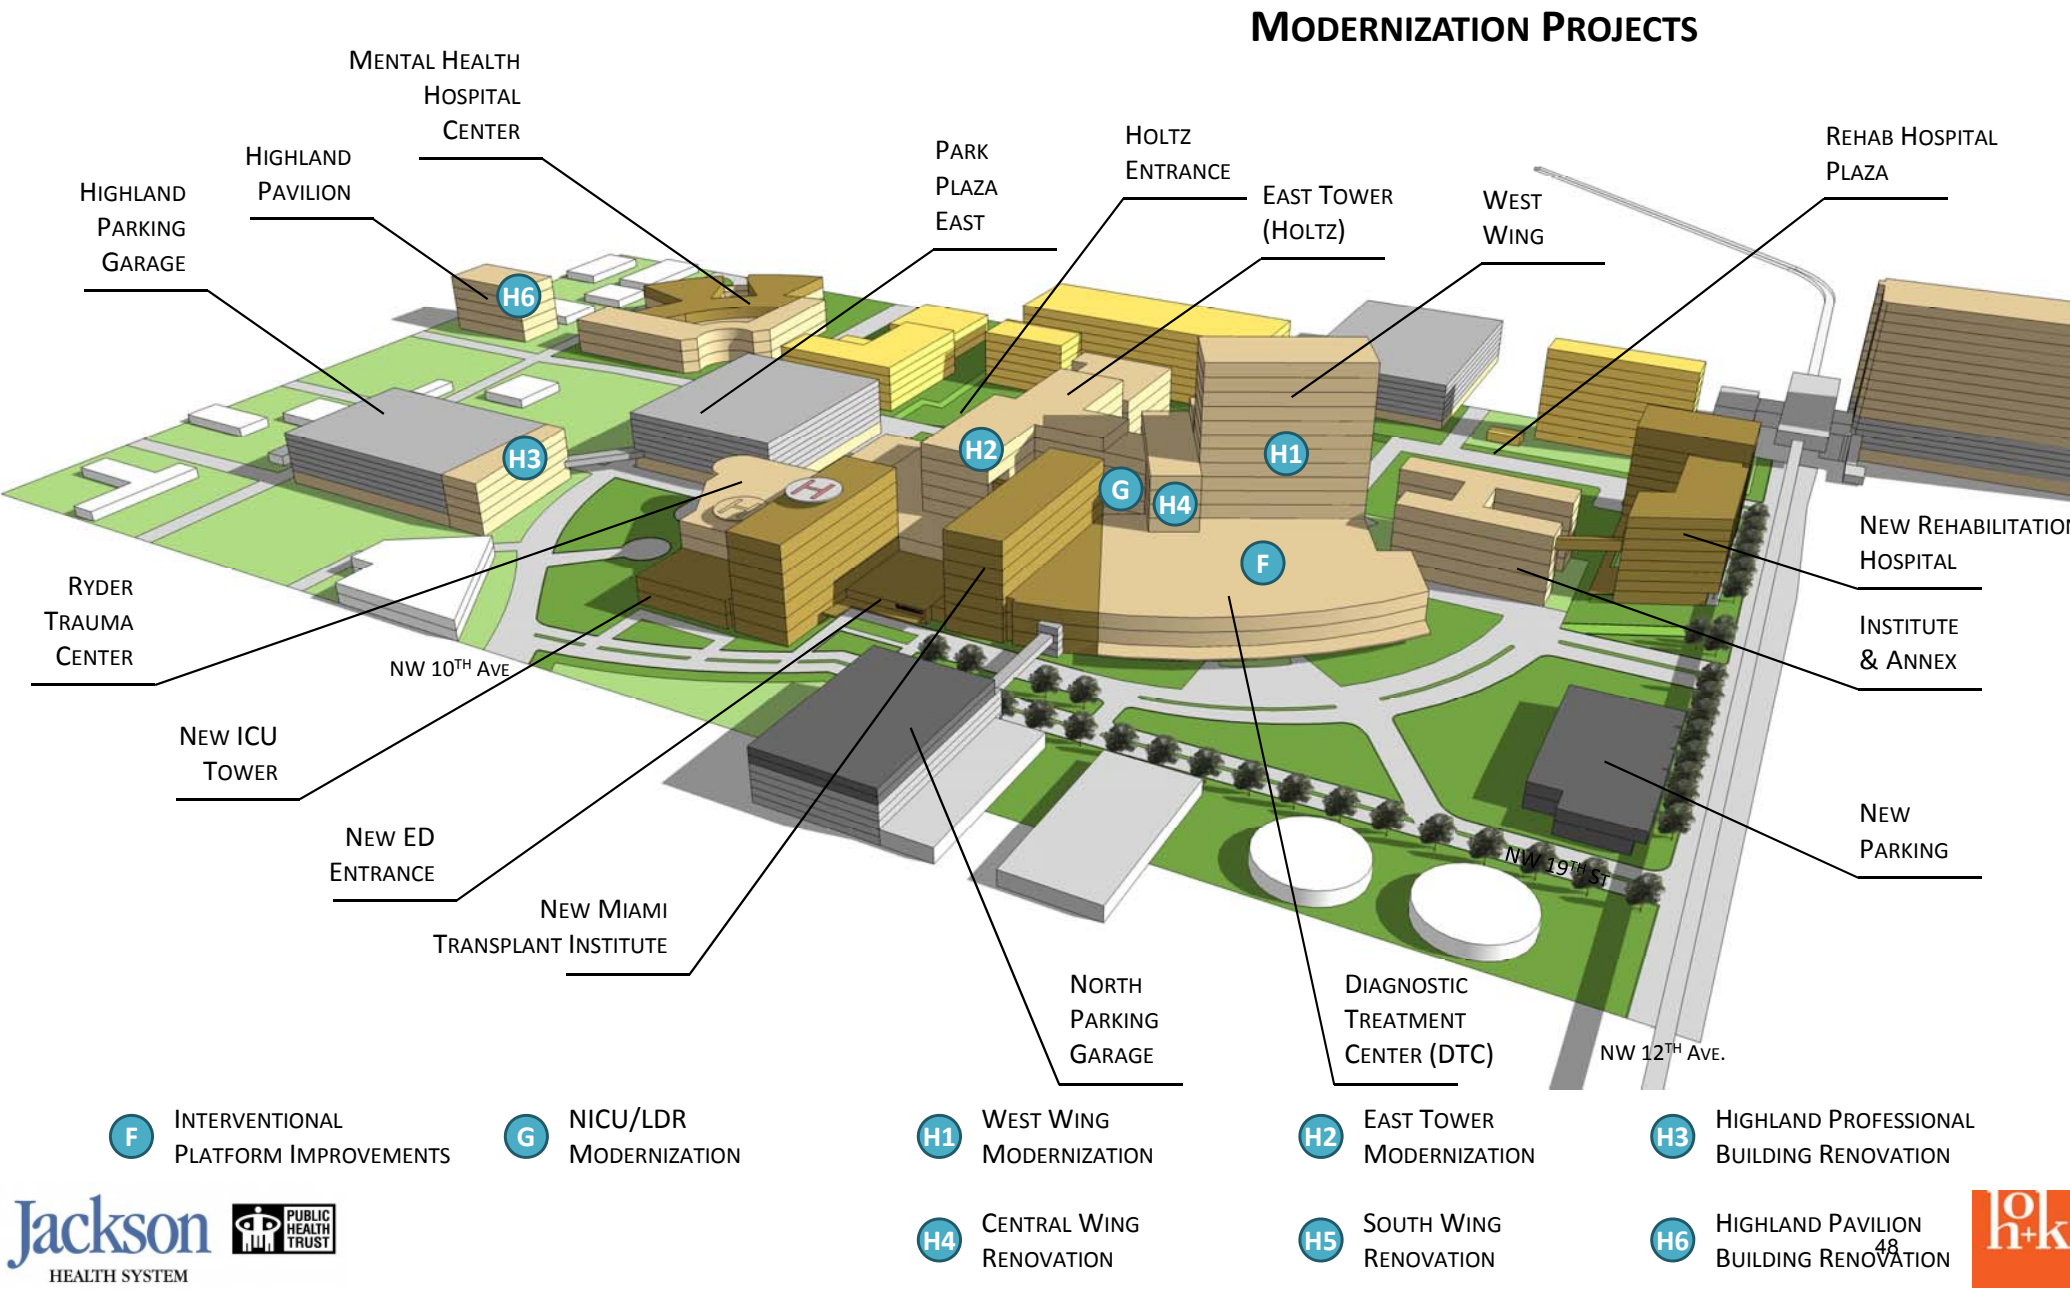 MODERNIZATION PROJECTS
MENTAL HEALTH
HOSPITAL
CENTER
HIGHLAND
PAVILION
HIGHLAND
PARKING
GARAGE
PARK
PLAZA
EAST
HOLTZ
ENTRANCE
EAST TOWER
(HOLTZ)
WEST
WING
REHAB HOSPITAL
PLAZA
H6
H3
H2
G
H4
H1
F
H
H
NEW REHABILITATION
HOSPITAL
INSTITUTE
& ANNEX
NEW
PARKING
RYDER
TRAUMA
CENTER
NW 10TH AVE
NEW ICU
TOWER
NEW ED
ENTRANCE
NEW MIAMI
TRANSPLANT INSTITUTE
NORTH
PARKING
GARAGE
DIAGNOSTIC
TREATMENT
CENTER (DTC)
NW 19TH ST
NW 12TH AVE.
F INTERVENTIONAL
PLATFORM IMPROVEMENTS
G NICU/LDR
MODERNIZATION
H1 WEST WING
MODERNIZATION
H2 EAST TOWER
MODERNIZATION
H3 HIGHLAND PROFESSIONAL
BUILDING RENOVATION
H4 CENTRAL WING
RENOVATION
H5 SOUTH WING
RENOVATION
H6 HIGHLAND PAVILION
BUILDING RENOVATION
48
Jackson
HEALTH SYSTEM
PUBLIC
HEALTH
TRUST
hok
h+k